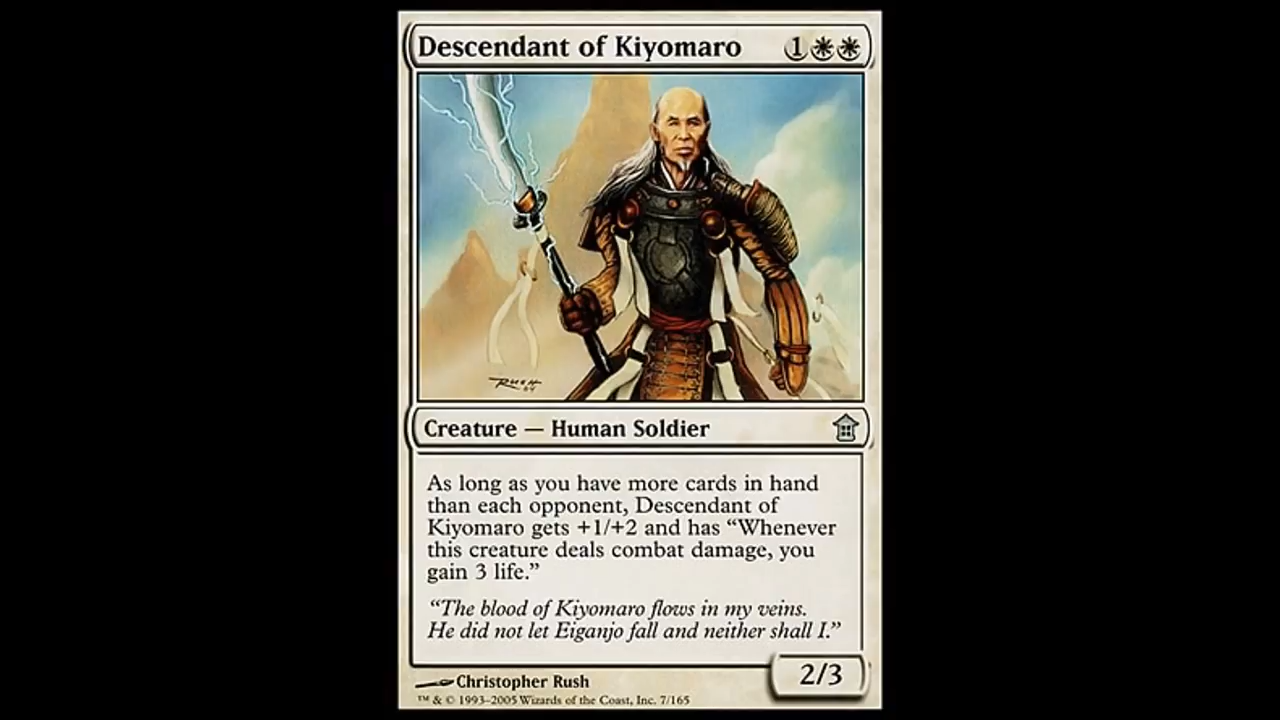 Descendant of Kiyomaro 1
RUSH 04
Creature — Human Soldier
As long as you have more cards in hand
than each opponent, Descendant of
Kiyomaro gets +1/+2 and has “Whenever
this creature deals combat damage, you
gain 3 life.”
“The blood of Kiyomaro flows in my veins.
He did not let Eiganjo fall and neither shall I.”
2/3
Christopher Rush
™ & © 1993–2005 Wizards of the Coast, Inc. 7/165